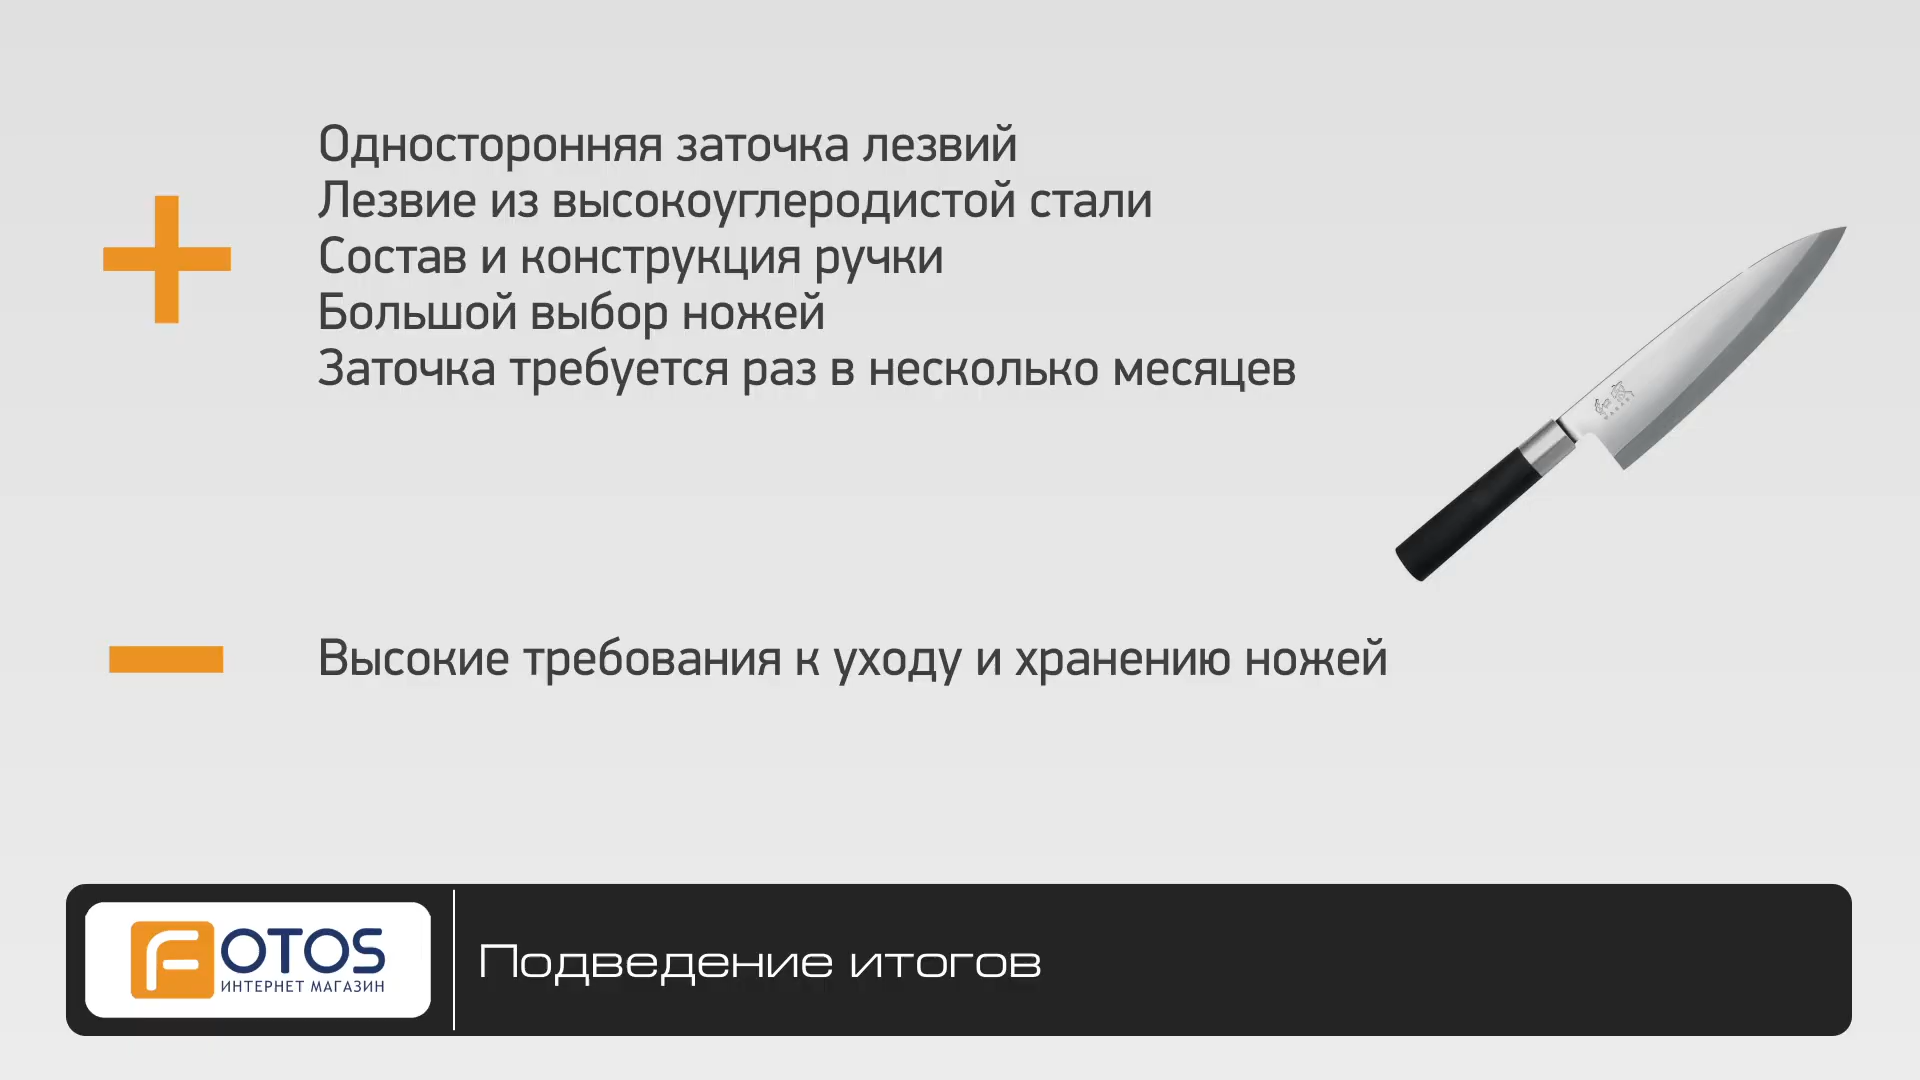 Односторонняя заточка лезвий
Лезвие из высокоуглеродистой стали
Состав и конструкция ручки
Большой выбор ножей
Заточка требуется раз в несколько месяцев
Высокие требования к уходу и хранению ножей
FOTOS
ИНТЕРНЕТ МАГАЗИН
Подведение итогов